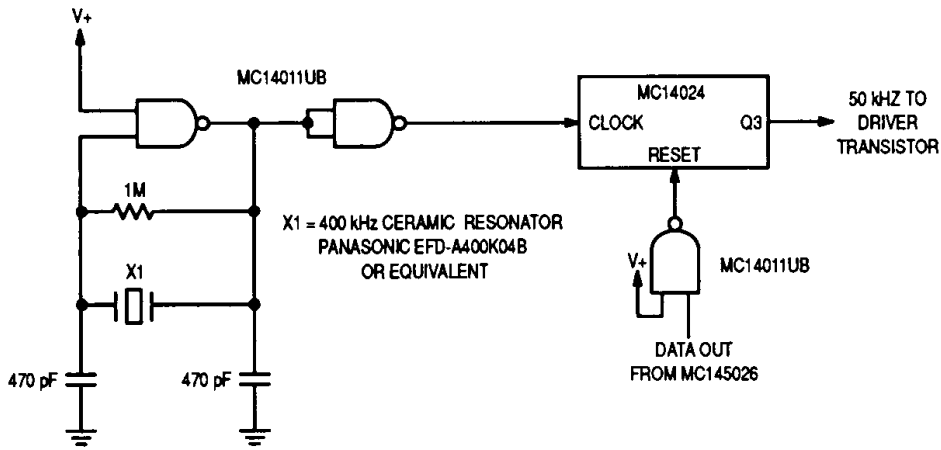 V+
MC14011UB
MC14024
CLOCK
Q3
RESET
50 kHZ TO
DRIVER
TRANSISTOR
1M
X1 = 400 kHz CERAMIC RESONATOR
PANASONIC EFD-A400K04B
OR EQUIVALENT
X1
V+
MC14011UB
DATA OUT
FROM MC145026
470 pF
470 pF